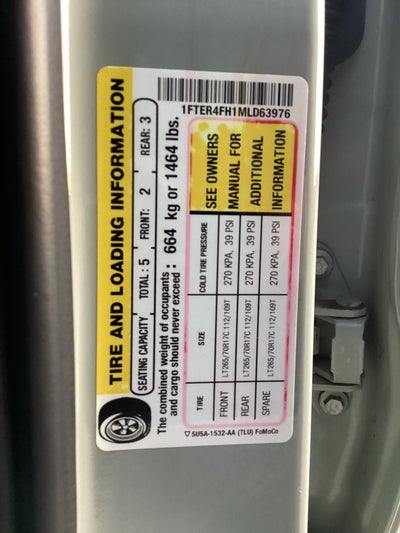 TIRE AND LOADING INFORMATION
SEATING CAPACITY TOTAL : 5 FRONT: 2 REAR: 3
The combined weight of occupants
and cargo should never exceed : 664 kg or 1464 lbs.
1FTER4FH1MLD63976
TIRE SIZE COLD TIRE PRESSURE SEE OWNERS
FRONT LT265/70R17C 112/109T 270 KPA, 39 PSI MANUAL FOR
REAR LT265/70R17C 112/109T 270 KPA, 39 PSI ADDITIONAL
SPARE LT265/70R17C 112/109T 270 KPA, 39 PSI INFORMATION
▽ 5U5A-1532-AA (TLU) FoMoCo